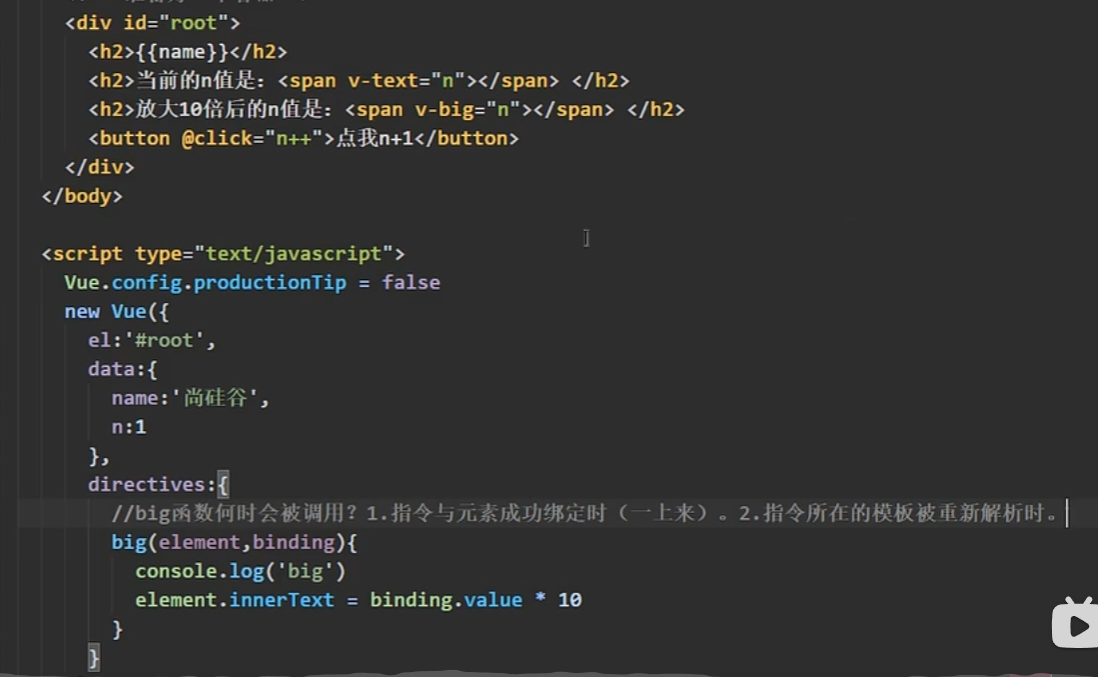 <div id="root">
<h2>{{name}}</h2>
<h2>当前的n值是：<span v-text="n"></span> </h2>
<h2>放大10倍后的n值是：<span v-big="n"></span> </h2>
<button @click="n++">点我n+1</button>
</div>
</body>
<script type="text/javascript">
Vue.config.productionTip = false
new Vue({
el:'#root',
data:{
name:'尚硅谷',
n:1
},
directives:{
//big函数何时会被调用？1.指令与元素成功绑定时（一上来）。2.指令所在的模板被重新解析时。
big(element,binding){
console.log('big')
element.innerText = binding.value * 10
}
}